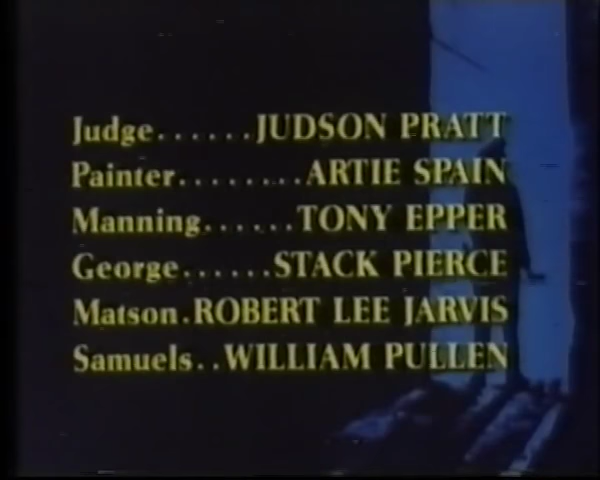 Judge......JUDSON PRATT
Painter........ARTIE SPAIN
Manning......TONY EPPER
George......STACK PIERCE
Matson.ROBERT LEE JARVIS
Samuels..WILLIAM PULLEN